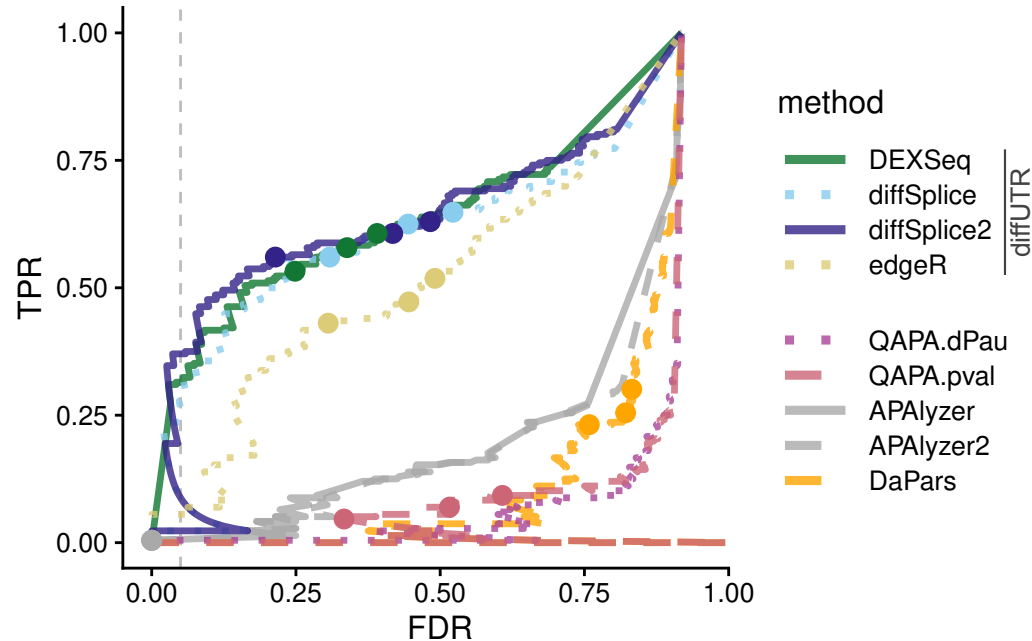 1.00
0.75
0.50
0.25
0.00
TPR
0.00
0.25
0.50
0.75
1.00
FDR
method
DEXSeq
diffSplice
diffSplice2
edgeR
diffUTR
QAPA.dPau
QAPA.pval
APAlyzer
APAlyzer2
DaPars